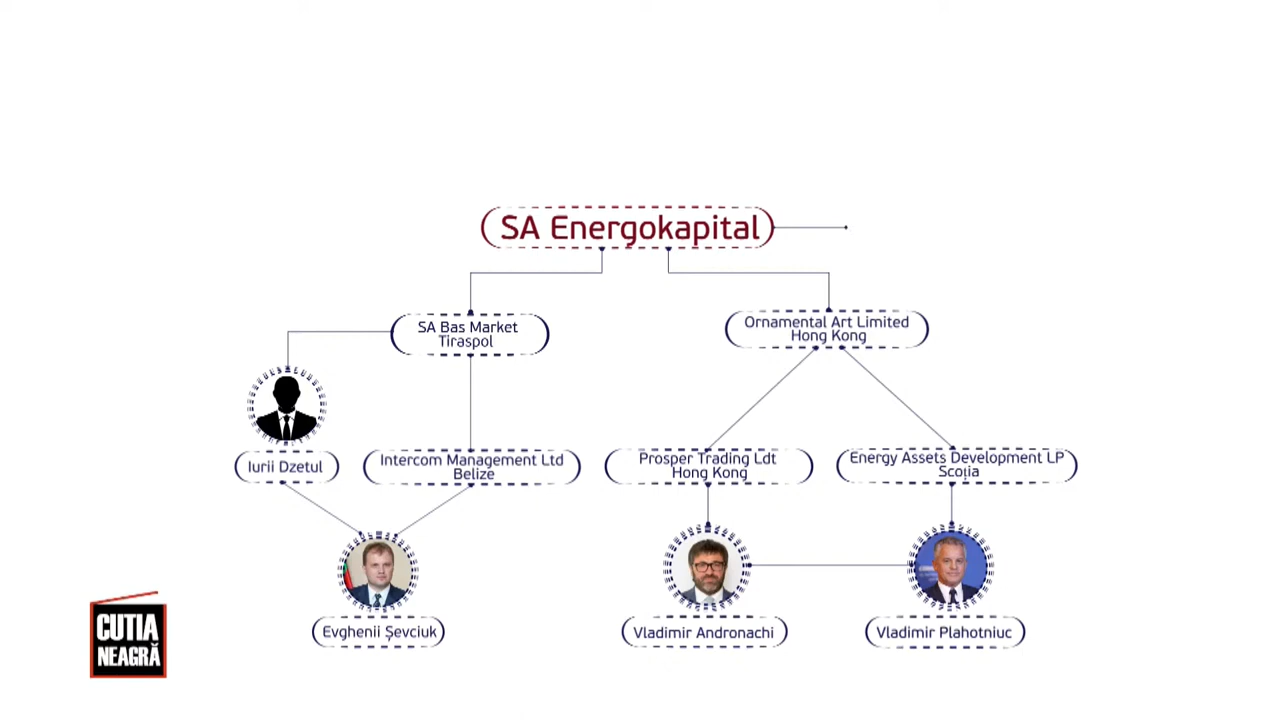 SA Energokapital
SA Bas Market
Tiraspol
Ornamental Art Limited
Hong Kong
Iurii Dzetul
Intercom Management Ltd
Belize
Prosper Trading Ldt
Hong Kong
Energy Assets Development LP
Scoția
Evghenii Șevciuk
Vladimir Andronachi
Vladimir Plahotniuc
CUTIA
NEAGRĂ